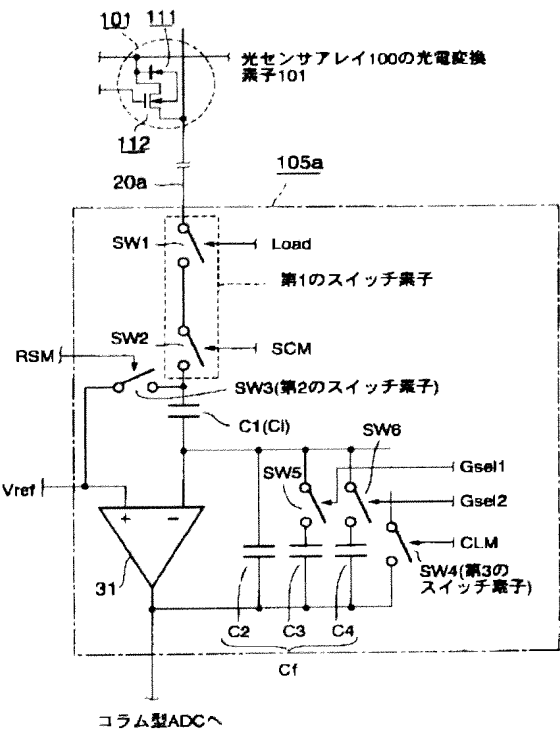 101
111
光センサアレイ100の光電変換
素子101
112
20a
105a
SW1
Load
第1のスイッチ素子
SW2
SCM
RSM
SW3(第2のスイッチ素子)
C1(Ci)
SW6
SW5
Gsel1
Vref
Gsel2
+
−
CLM
SW4(第3の
スイッチ素子)
31
C2
C3
C4
Cf
コラム型ADCへ